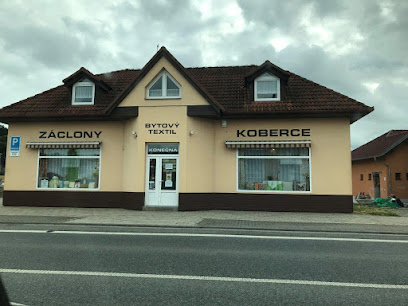 ZÁCLONY
BYTOVÝ
TEXTIL
KOBERCE
KONEČNÁ
P